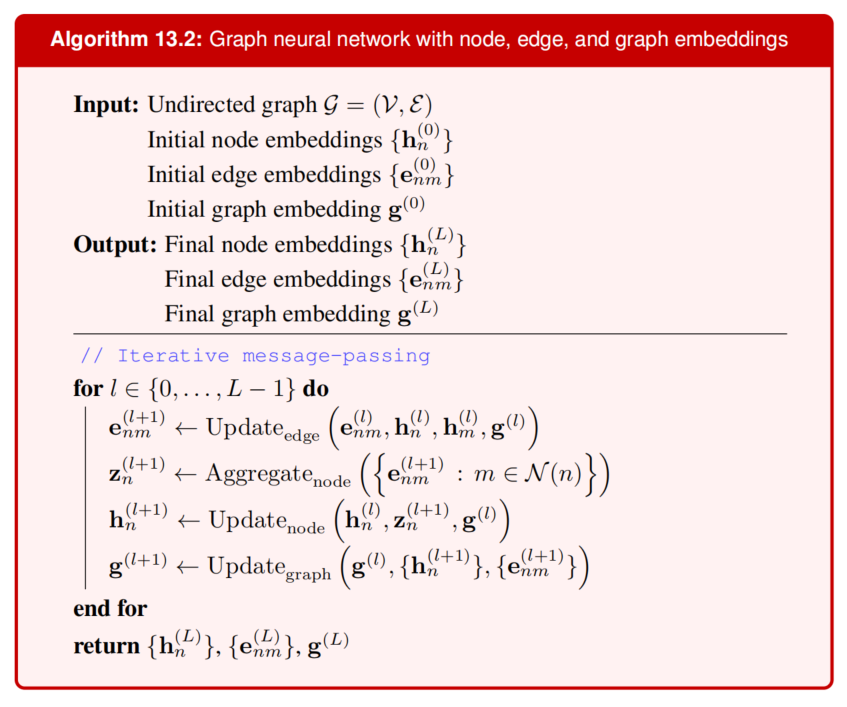 Algorithm 13.2: Graph neural network with node, edge, and graph embeddings
Input: Undirected graph $\mathcal{G} = (\mathcal{V}, \mathcal{E})$
Initial node embeddings $\{\mathbf{h}_n^{(0)}\}$
Initial edge embeddings $\{\mathbf{e}_{nm}^{(0)}\}$
Initial graph embedding $\mathbf{g}^{(0)}$
Output: Final node embeddings $\{\mathbf{h}_n^{(L)}\}$
Final edge embeddings $\{\mathbf{e}_{nm}^{(L)}\}$
Final graph embedding $\mathbf{g}^{(L)}$
// Iterative message-passing
for $l \in \{0, \ldots, L-1\}$ do
$\mathbf{e}_{nm}^{(l+1)} \leftarrow \text{Update}_{\text{edge}}\left(\mathbf{e}_{nm}^{(l)}, \mathbf{h}_n^{(l)}, \mathbf{h}_m^{(l)}, \mathbf{g}^{(l)}\right)$
$\mathbf{z}_n^{(l+1)} \leftarrow \text{Aggregate}_{\text{node}}\left(\left\{\mathbf{e}_{nm}^{(l+1)} : m \in \mathcal{N}(n)\right\}\right)$
$\mathbf{h}_n^{(l+1)} \leftarrow \text{Update}_{\text{node}}\left(\mathbf{h}_n^{(l)}, \mathbf{z}_n^{(l+1)}, \mathbf{g}^{(l)}\right)$
$\mathbf{g}^{(l+1)} \leftarrow \text{Update}_{\text{graph}}\left(\mathbf{g}^{(l)}, \{\mathbf{h}_n^{(l+1)}\}, \{\mathbf{e}_{nm}^{(l+1)}\}\right)$
end for
return $\{\mathbf{h}_n^{(L)}\}, \{\mathbf{e}_{nm}^{(L)}\}, \mathbf{g}^{(L)}$